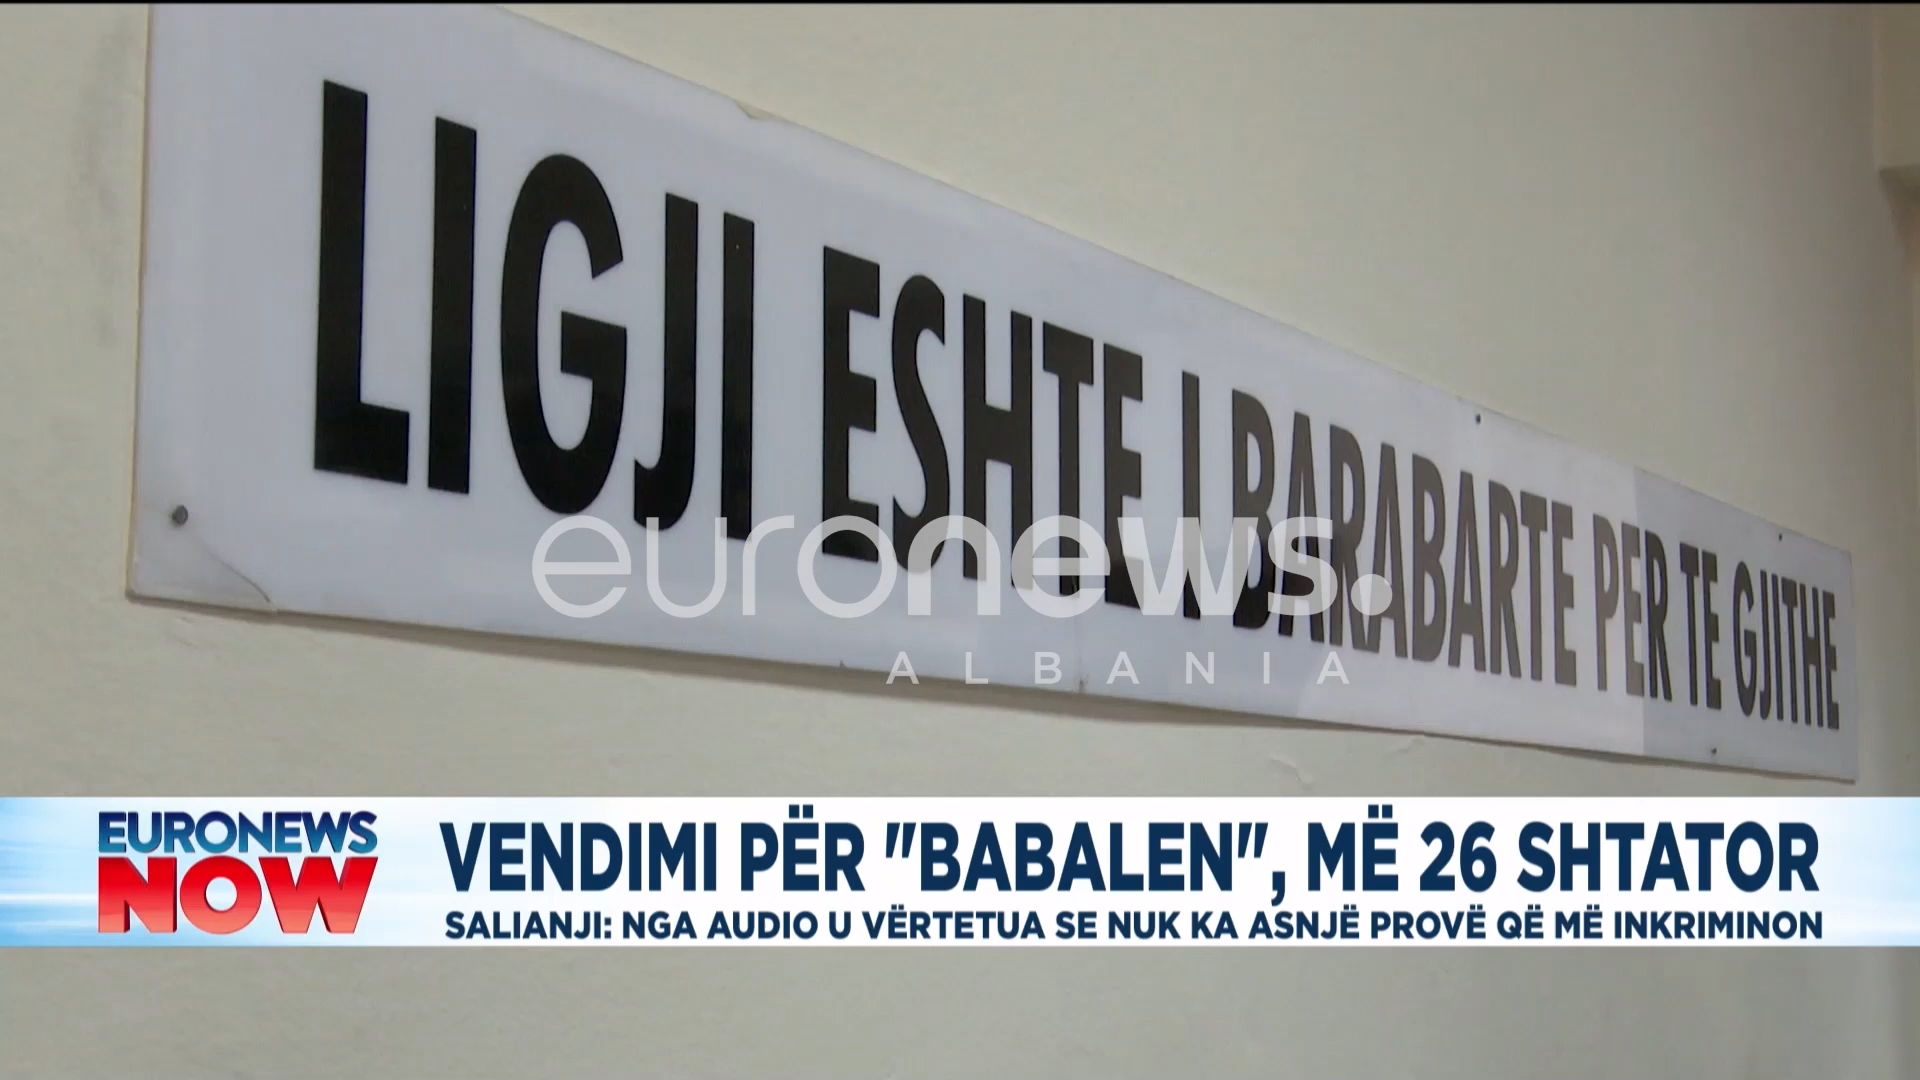 LIGJI ESHTE I BARABARTE PER TE GJITHE
euronews.
ALBANIA
EURONEWS
NOW
VENDIMI PËR "BABALEN", MË 26 SHTATOR
SALIANJI: NGA AUDIO U VËRTETUA SE NUK KA ASNJË PROVË QË MË INKRIMINON